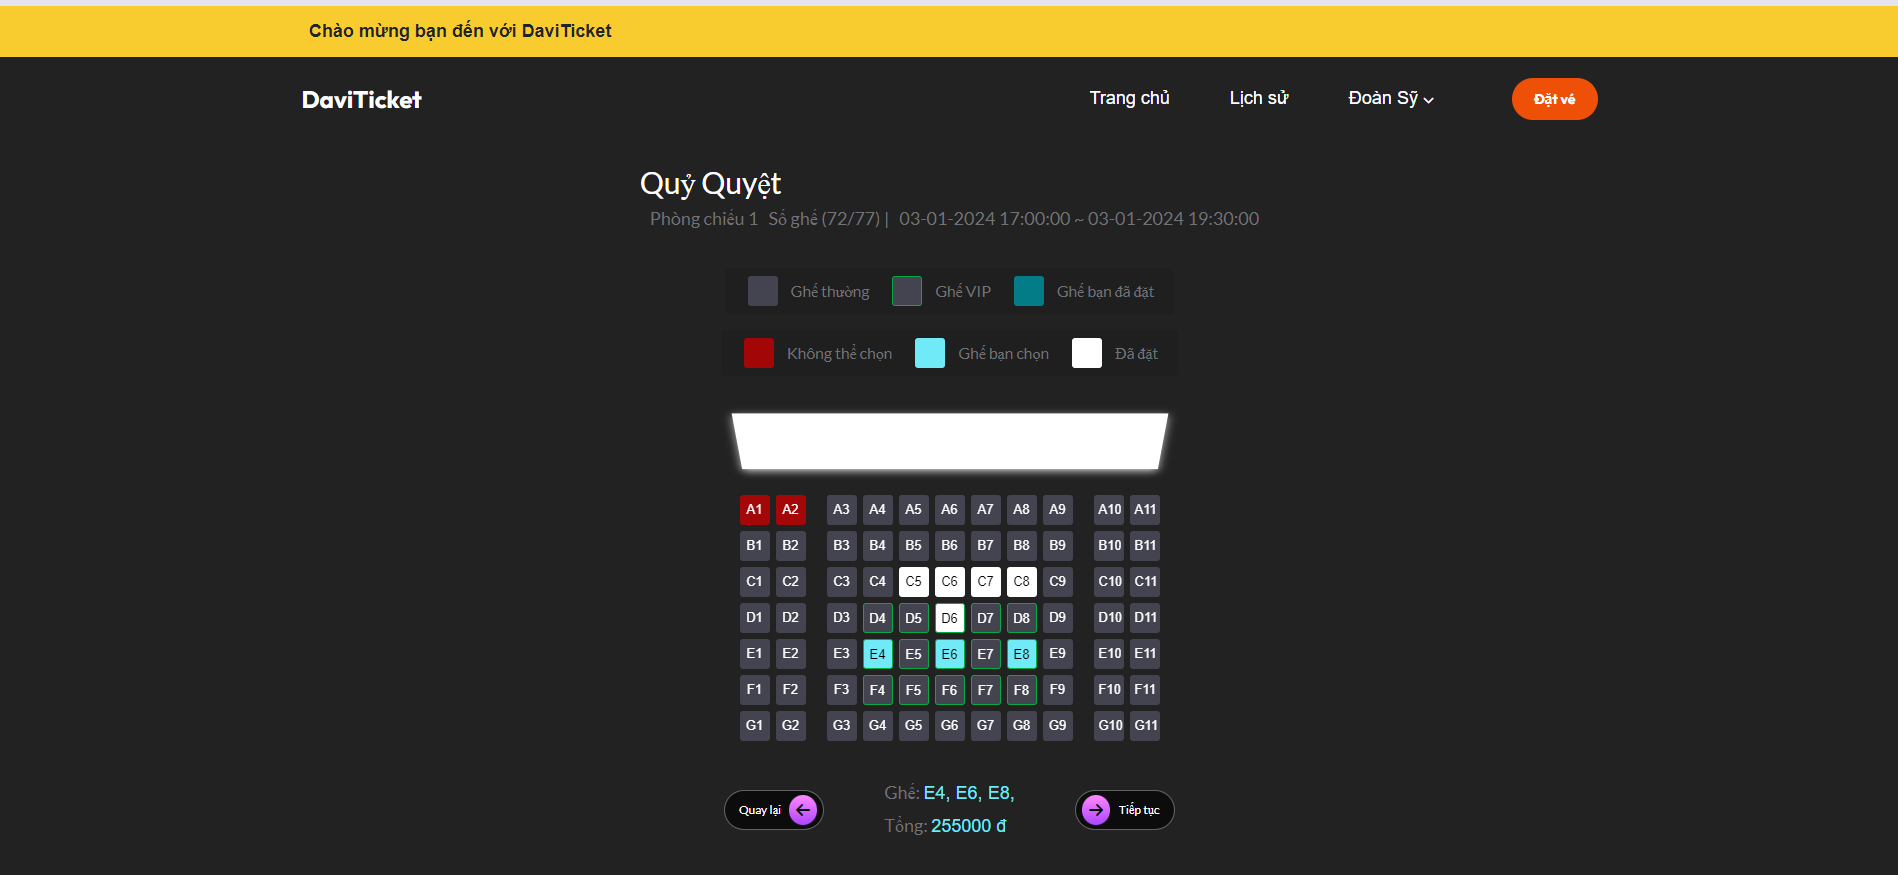 Chào mừng bạn đến với DaviTicket
DaviTicket Trang chủ Lịch sử Đoàn Sỹ Đặt vé
Quỷ Quyệt
Phòng chiếu 1 Số ghế (72/77) | 03-01-2024 17:00:00 ~ 03-01-2024 19:30:00
Ghế thường Ghế VIP Ghế bạn đã đặt
Không thể chọn Ghế bạn chọn Đã đặt
A1 A2 A3 A4 A5 A6 A7 A8 A9 A10 A11
B1 B2 B3 B4 B5 B6 B7 B8 B9 B10 B11
C1 C2 C3 C4 C5 C6 C7 C8 C9 C10 C11
D1 D2 D3 D4 D5 D6 D7 D8 D9 D10 D11
E1 E2 E3 E4 E5 E6 E7 E8 E9 E10 E11
F1 F2 F3 F4 F5 F6 F7 F8 F9 F10 F11
G1 G2 G3 G4 G5 G6 G7 G8 G9 G10 G11
Ghế: E4, E6, E8,
Quay lại Tiếp tục
Tổng: 255000 đ